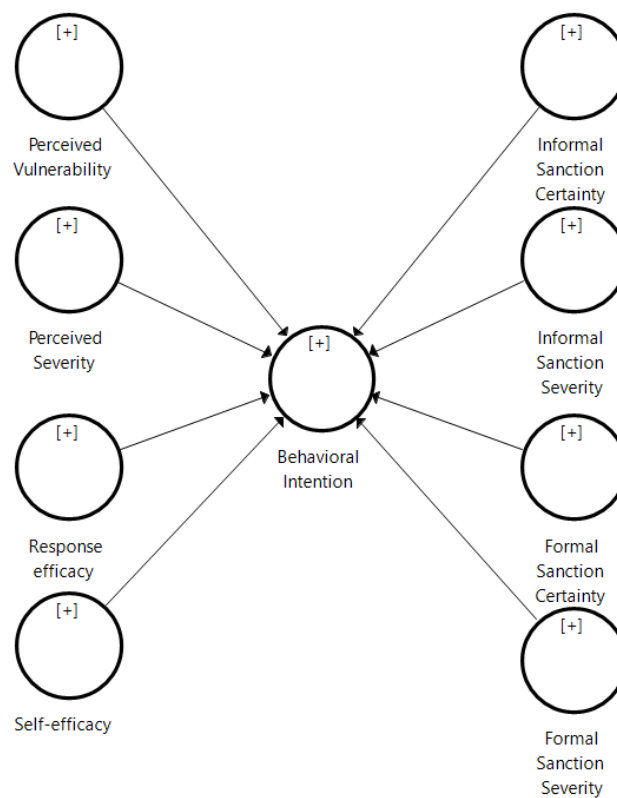 [+]
Perceived
Vulnerability
[+]
Perceived
Severity
[+]
Response
efficacy
[+]
Self-efficacy
[+]
Behavioral
Intention
[+]
Informal
Sanction
Certainty
[+]
Informal
Sanction
Severity
[+]
Formal
Sanction
Certainty
[+]
Formal
Sanction
Severity